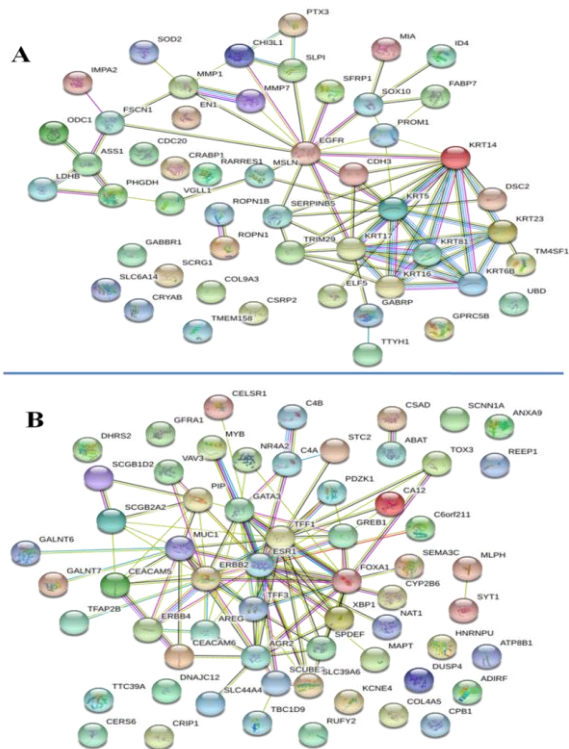 A
PTX3
SOD2
CHI3L1
MIA
ID4
IMPA2
MMP1
SLPI
SOX10
MMP7
SFRP1
FABP7
FSCN1
EN1
PROM1
ODC1
EGFR
CDC20
KRT14
ASS1
CRABP1
RARRES1
MSLN
CDH3
LDHB
PHGDH
DSC2
VGLL1
SERPINB5
KRT5
ROPN1B
KRT23
TRIM29
KRT17
KRT81
GABBR1
ROPN1
TM4SF1
SCRG1
KRT16
KRT6B
SLC6A14
COL9A3
ELF5
GABRP
UBD
CRYAB
CSRP2
TMEM158
GPRC5B
TTYH1
B
CELSR1
C4B
CSAD
SCNN1A
ANXA9
GFRA1
MYB
DHRS2
NR4A2
STC2
VAV3
C4A
ABAT
TOX3
REEP1
SCGB1D2
PIP
PDZK1
GATA3
CA12
SCGB2A2
TFF1
GREB1
C6orf211
MUC1
GALNT6
ESR1
SEMA3C
ERBB2
FOXA1
MLPH
GALNT7
CEACAM5
CYP2B6
TFF3
XBP1
TFAP2B
AREG
NAT1
SYT1
ERBB4
SPDEF
HNRNPU
CEACAM6
AGR2
MAPT
ATP8B1
SCUBE2
SLC39A6
DUSP4
DNAJC12
ADIRF
TTC39A
SLC44A4
KCNE4
COL4A5
TBC1D9
CPB1
CERS6
CRIP1
RUFY2